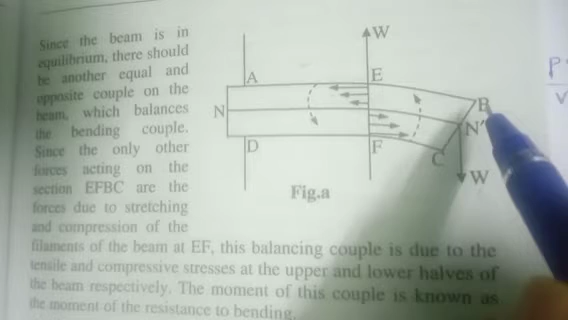 Since the beam is in
equilibrium, there should
be another equal and
opposite couple on the
beam, which balances
the bending couple.
Since the only other
forces acting on the
section EFBC are the
forces due to stretching
and compression of the
filaments of the beam at EF, this balancing couple is due to the
tensile and compressive stresses at the upper and lower halves of
the beam respectively. The moment of this couple is known as
the moment of the resistance to bending.
W
A
E
B
N
N'
D
F
C
W
Fig.a
P
V